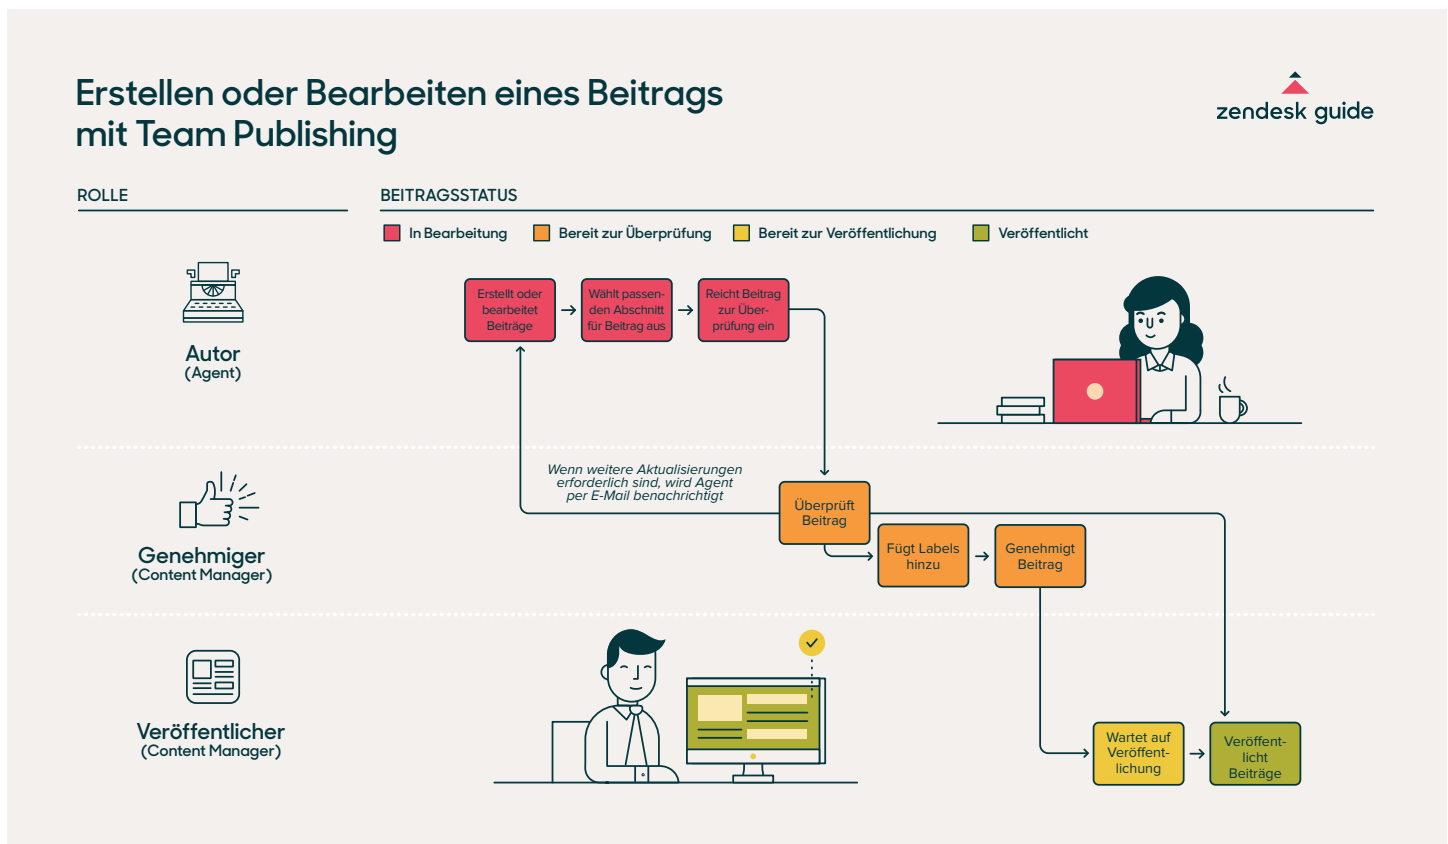 Erstellen oder Bearbeiten eines Beitrags
mit Team Publishing
zendesk guide
ROLLE
BEITRAGSSTATUS
In Bearbeitung
Bereit zur Überprüfung
Bereit zur Veröffentlichung
Veröffentlicht
Autor
(Agent)
Erstellt oder
bearbeitet
Beiträge
Wählt passen-
den Abschnitt
für Beitrag aus
Reicht Beitrag
zur Über-
prüfung ein
Genehmiger
(Content Manager)
Wenn weitere Aktualisierungen
erforderlich sind, wird Agent
per E-Mail benachrichtigt
Überprüft
Beitrag
Fügt Labels
hinzu
Genehmigt
Beitrag
Veröffentlicher
(Content Manager)
Wartet auf
Veröffent-
lichung
Veröffent-
licht
Beiträge